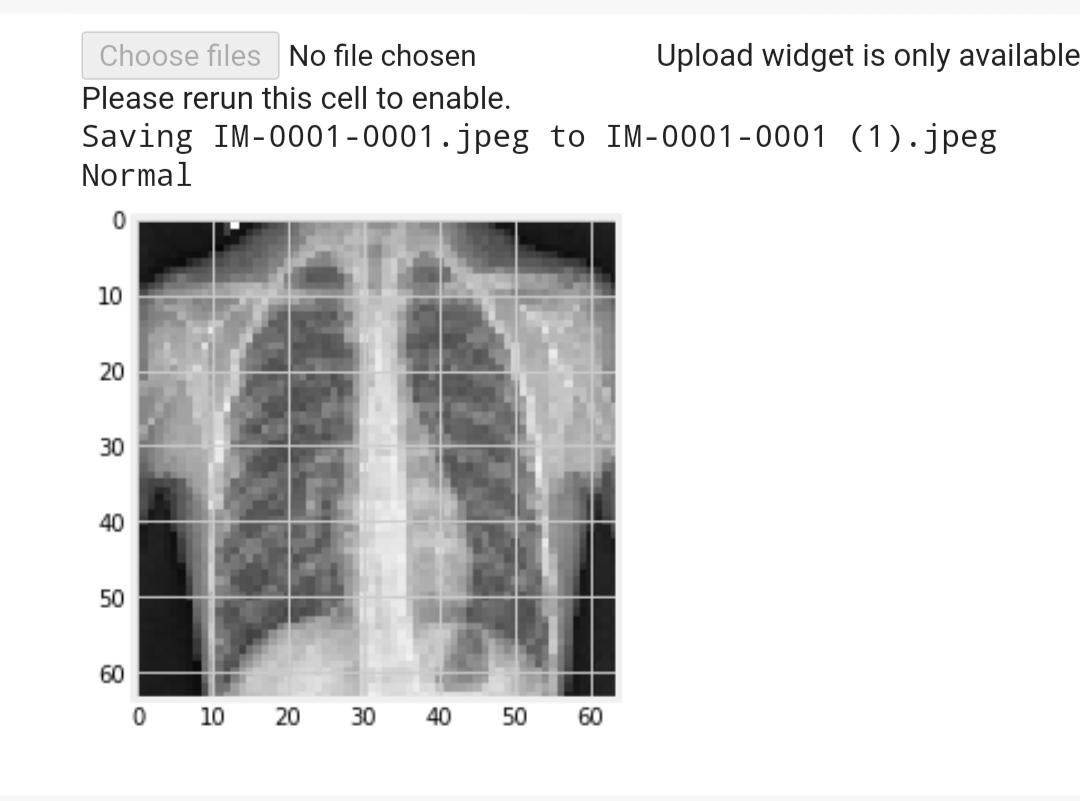 Choose files No file chosen Upload widget is only available
Please rerun this cell to enable.
Saving IM-0001-0001.jpeg to IM-0001-0001 (1).jpeg
Normal
0
10
20
30
40
50
60
0 10 20 30 40 50 60